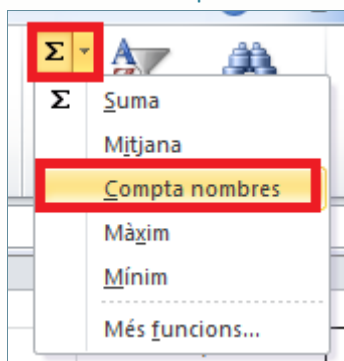 Σ
Σ Suma
Mitjana
Compta nombres
Màxim
Mínim
Més funcions...